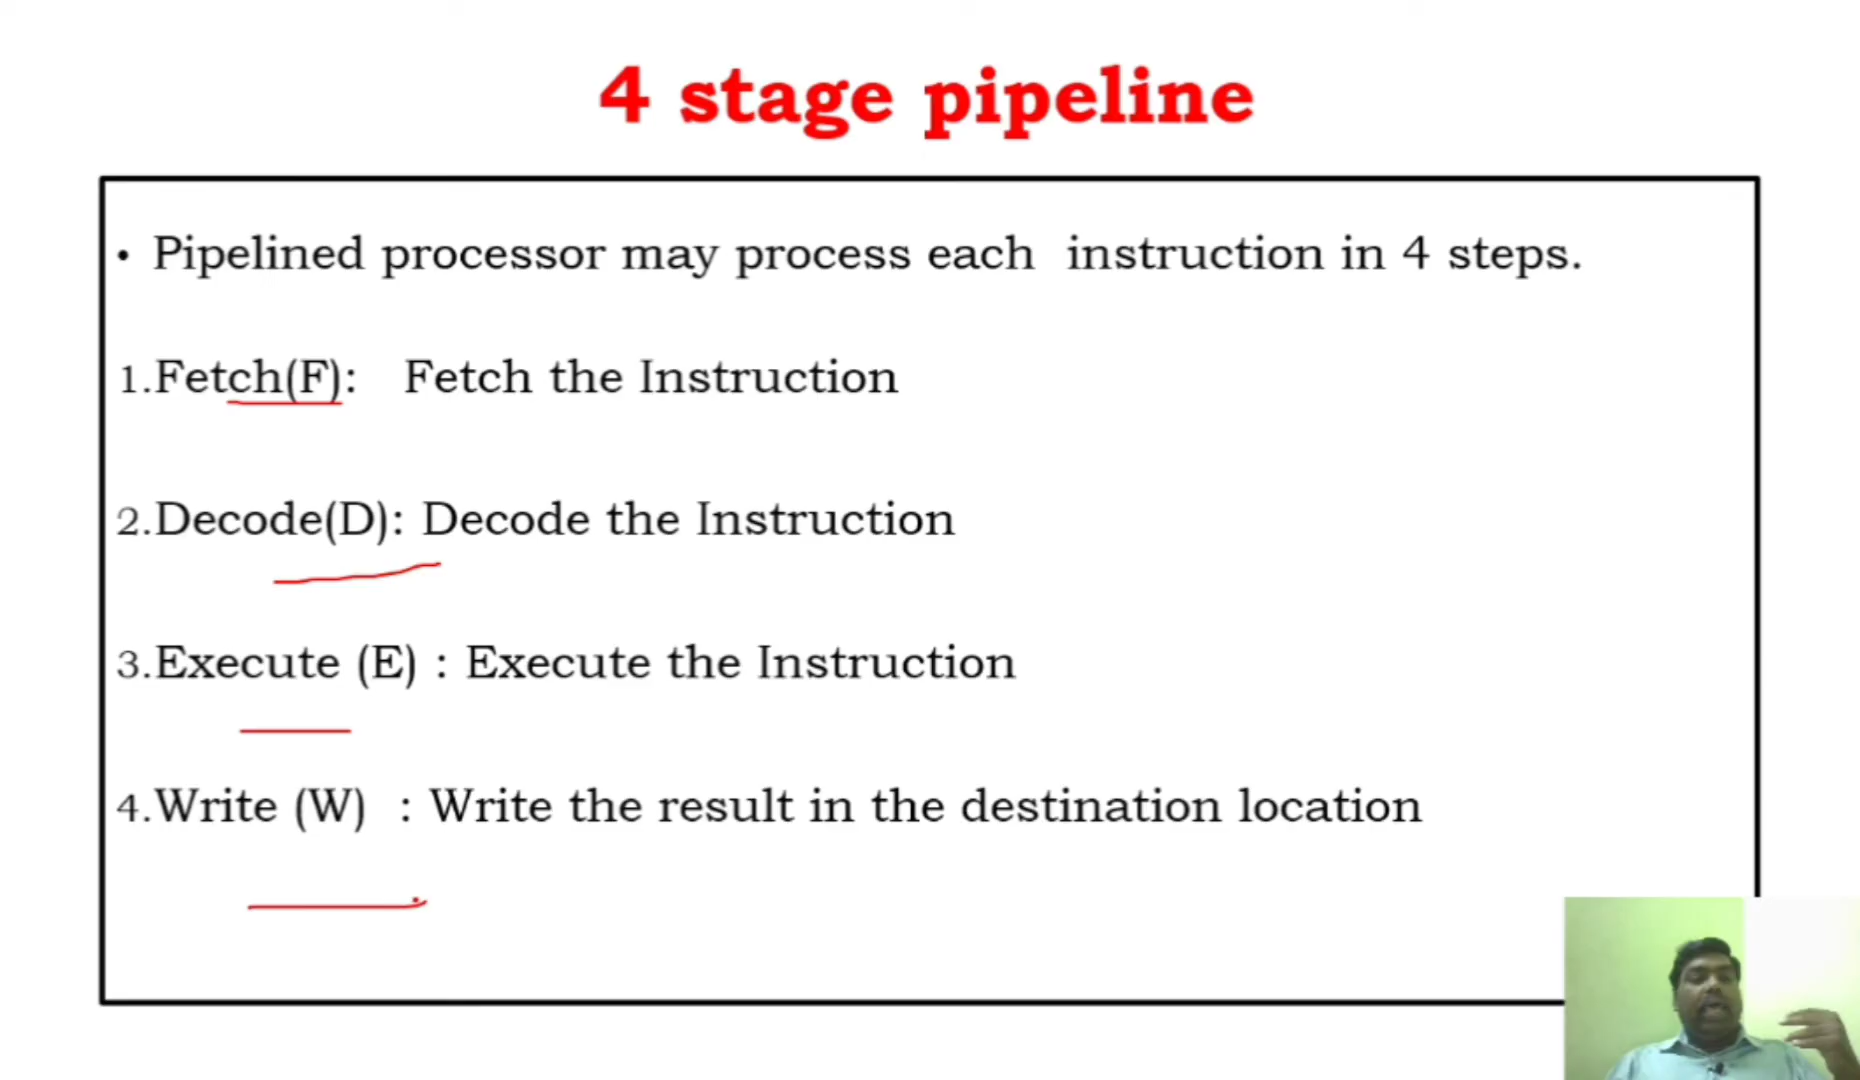 4 stage pipeline
• Pipelined processor may process each instruction in 4 steps.
1.Fetch(F): Fetch the Instruction
2.Decode(D): Decode the Instruction
3.Execute (E) : Execute the Instruction
4.Write (W) : Write the result in the destination location